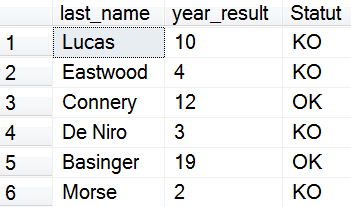 last_name year_result Statut
1 Lucas 10 KO
2 Eastwood 4 KO
3 Connery 12 OK
4 De Niro 3 KO
5 Basinger 19 OK
6 Morse 2 KO